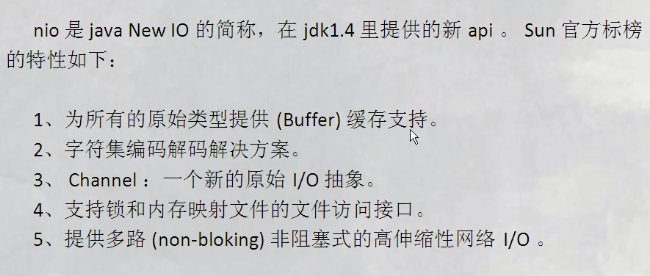 nio 是 java New IO 的简称，在 jdk1.4 里提供的新 api 。 Sun 官方标榜
的特性如下：
1、为所有的原始类型提供 (Buffer) 缓存支持。
2、字符集编码解码解决方案。
3、 Channel ：一个新的原始 I/O 抽象。
4、支持锁和内存映射文件的文件访问接口。
5、提供多路 (non-bloking) 非阻塞式的高伸缩性网络 I/O 。